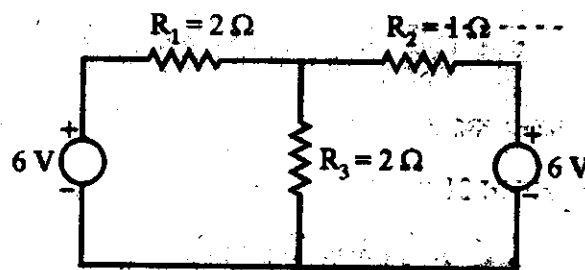 R₁ = 2 Ω
R₂ = 1 Ω
+
6 V
−
R₃ = 2 Ω
+
6 V
−